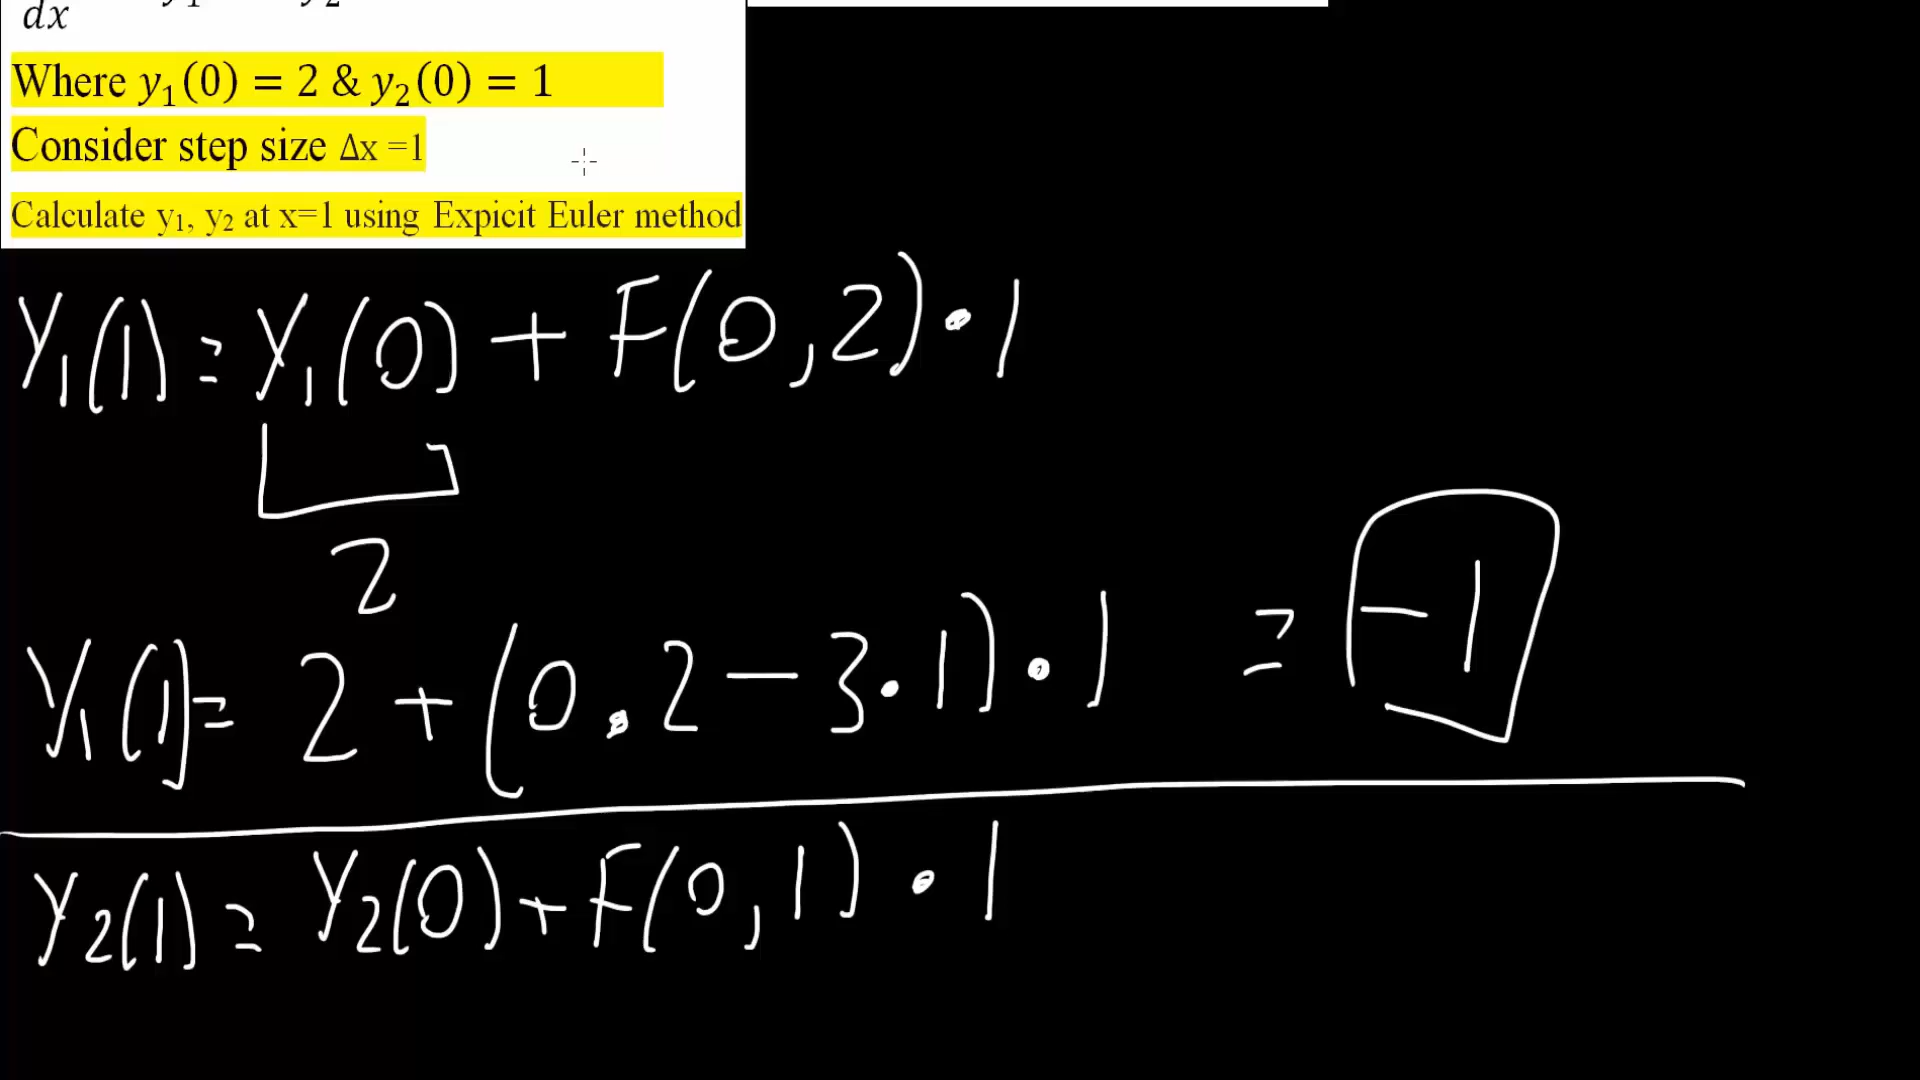 dx
Where y₁(0) = 2 & y₂(0) = 1
Consider step size Δx =1
Calculate y₁, y₂ at x=1 using Expicit Euler method
Y₁(1) = Y₁(0) + F(0,2)·1
2
Y₁(1) = 2 + (0.2 − 3·1)·1 = −1
Y₂(1) = Y₂(0) + F(0,1)·1